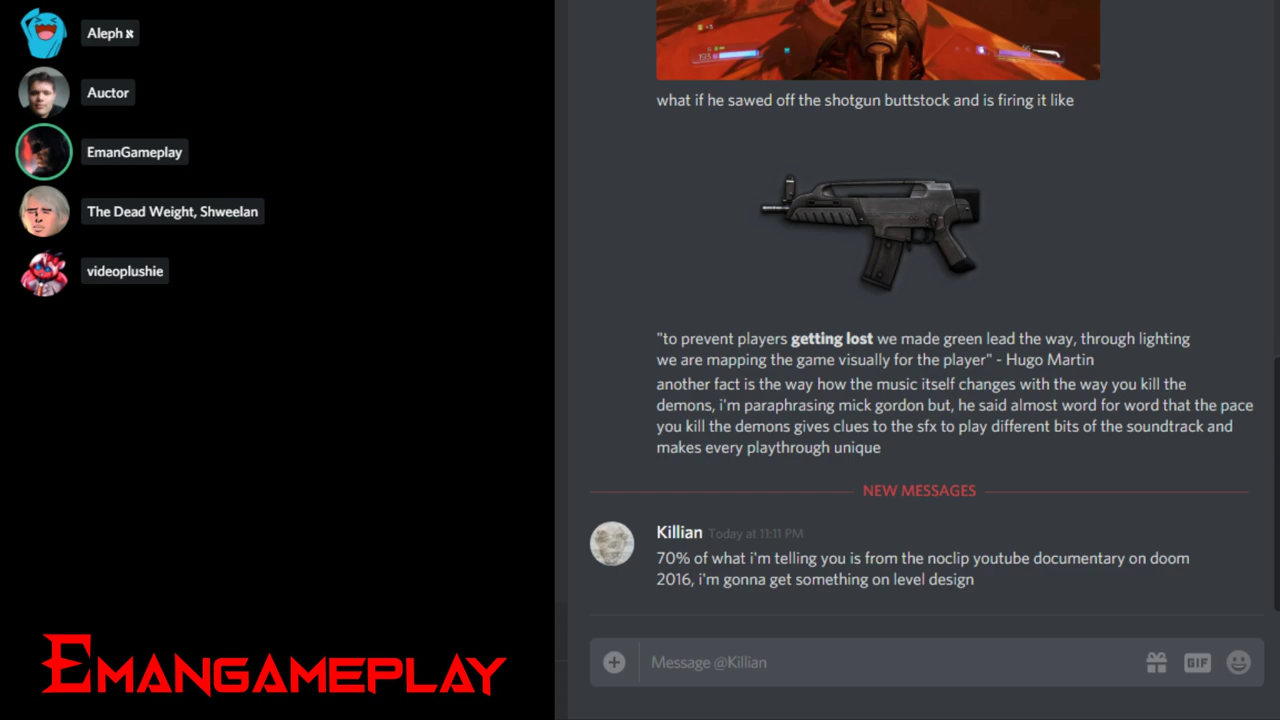 Aleph ℵ
Auctor
EmanGameplay
The Dead Weight, Shweelan
videoplushie
EMANGAMEPLAY
what if he sawed off the shotgun buttstock and is firing it like
"to prevent players getting lost we made green lead the way, through lighting
we are mapping the game visually for the player" - Hugo Martin
another fact is the way how the music itself changes with the way you kill the
demons, i'm paraphrasing mick gordon but, he said almost word for word that the pace
you kill the demons gives clues to the sfx to play different bits of the soundtrack and
makes every playthrough unique
NEW MESSAGES
Killian Today at 11:11 PM
70% of what i'm telling you is from the noclip youtube documentary on doom
2016, i'm gonna get something on level design
Message @Killian
GIF